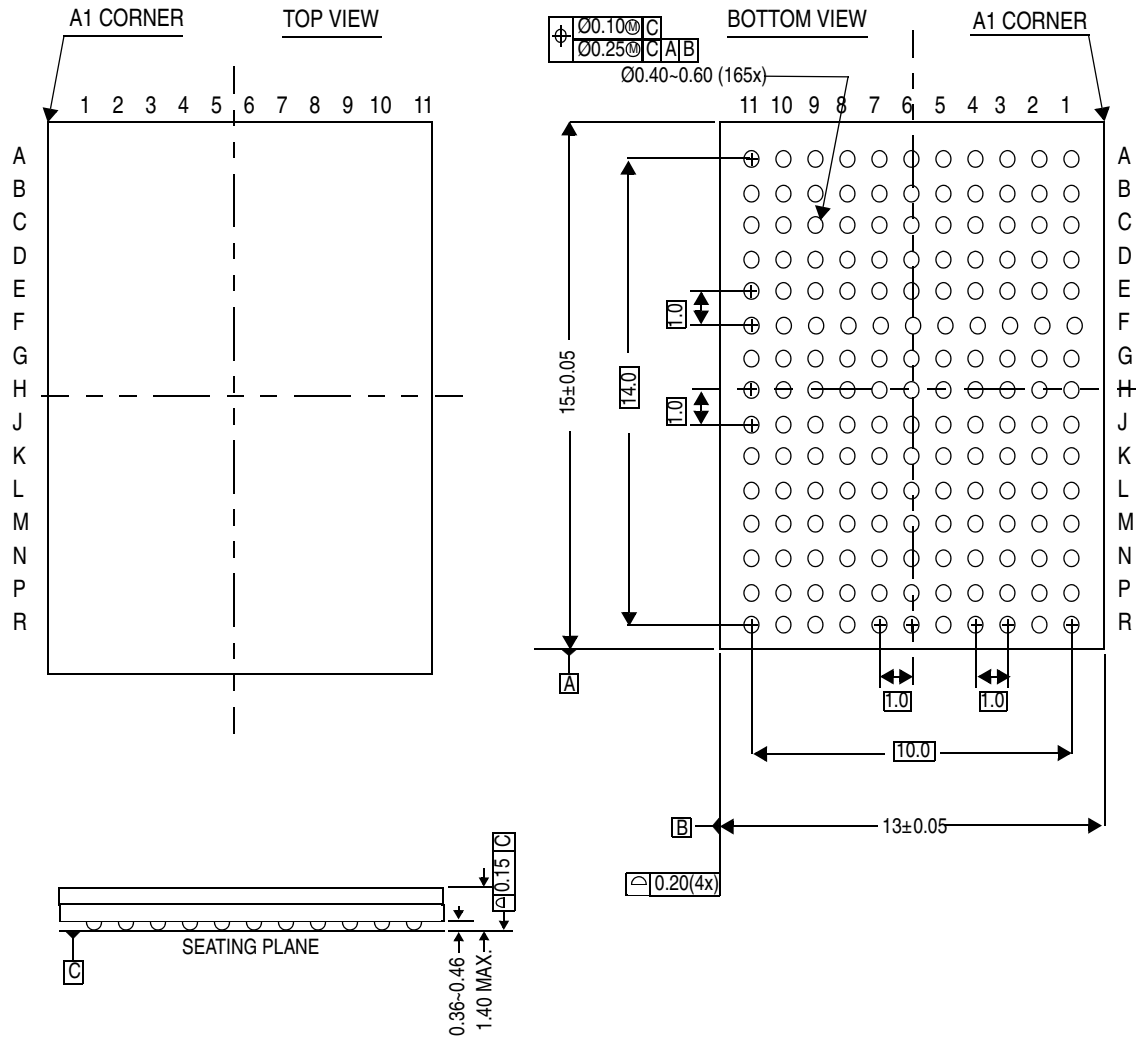 A1 CORNER
TOP VIEW
1 2 3 4 5 6 7 8 9 10 11
A
B
C
D
E
F
G
H
J
K
L
M
N
P
R
Ø0.10Ⓜ C
Ø0.25Ⓜ C A B
Ø0.40~0.60 (165x)
BOTTOM VIEW
A1 CORNER
11 10 9 8 7 6 5 4 3 2 1
A
B
C
D
E
F
G
H
J
K
L
M
N
P
R
15±0.05
14.0
1.0
1.0
A
1.0
1.0
10.0
B
13±0.05
0.20(4x)
0.15 C
SEATING PLANE
C
0.36~0.46
1.40 MAX.